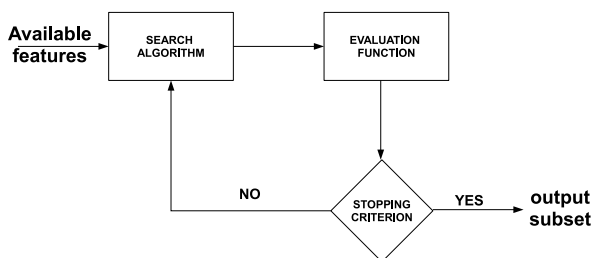 Available
features
SEARCH
ALGORITHM
EVALUATION
FUNCTION
NO
STOPPING
CRITERION
YES
output
subset